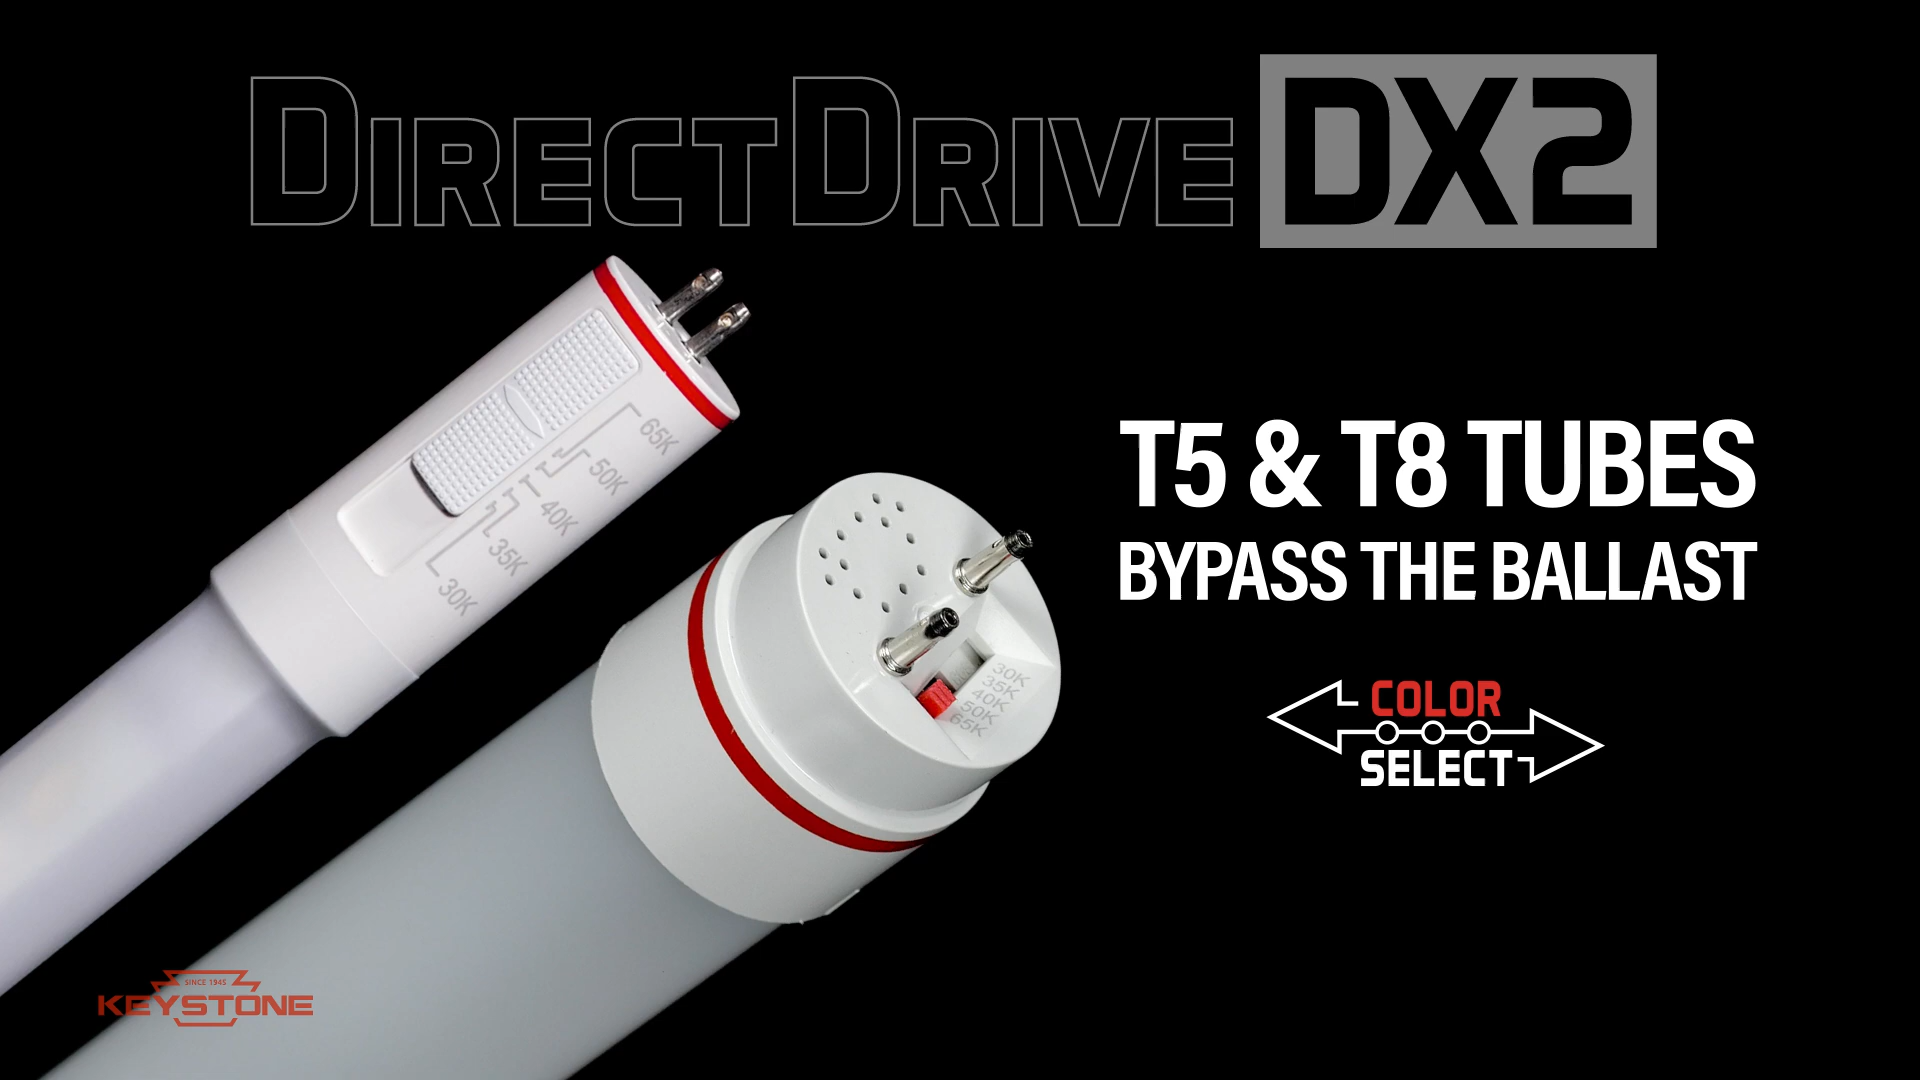 DIRECTDRIVE DX2
65K
50K
40K
35K
30K
T5 & T8 TUBES
BYPASS THE BALLAST
30K
35K
40K
50K
65K
COLOR
SELECT
SINCE 1945
KEYSTONE